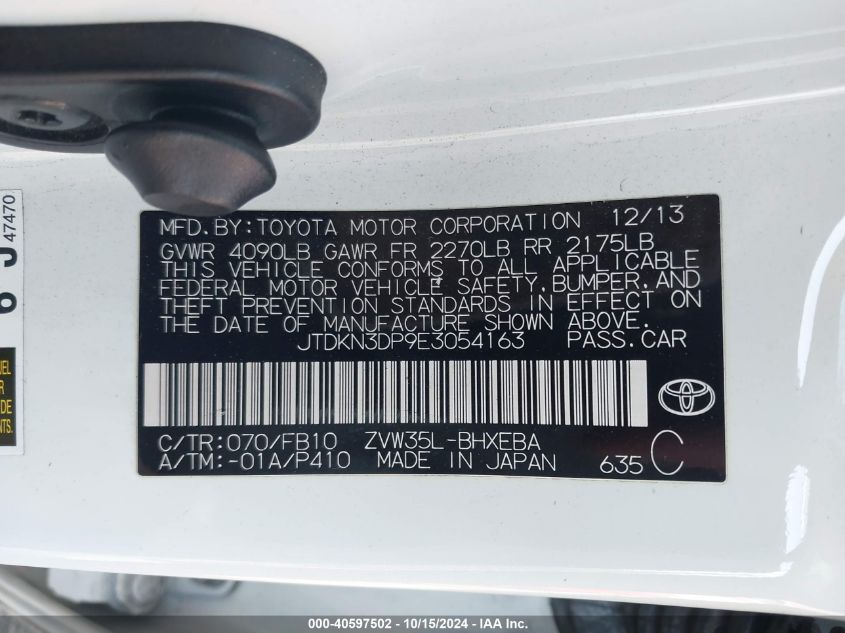 MFD.BY:TOYOTA MOTOR CORPORATION 12/13
GVWR 4090LB GAWR FR 2270LB RR 2175LB
THIS VEHICLE CONFORMS TO ALL APPLICABLE
FEDERAL MOTOR VEHICLE SAFETY,BUMPER,AND
THEFT PREVENTION STANDARDS IN EFFECT ON
THE DATE OF MANUFACTURE SHOWN ABOVE.
JTDKN3DP9E3054163 PASS.CAR
C/TR:070/FB10 ZVW35L-BHXEBA
A/TM:-01A/P410 MADE IN JAPAN 635 C
47470
000-40597502 - 10/15/2024 - IAA Inc.